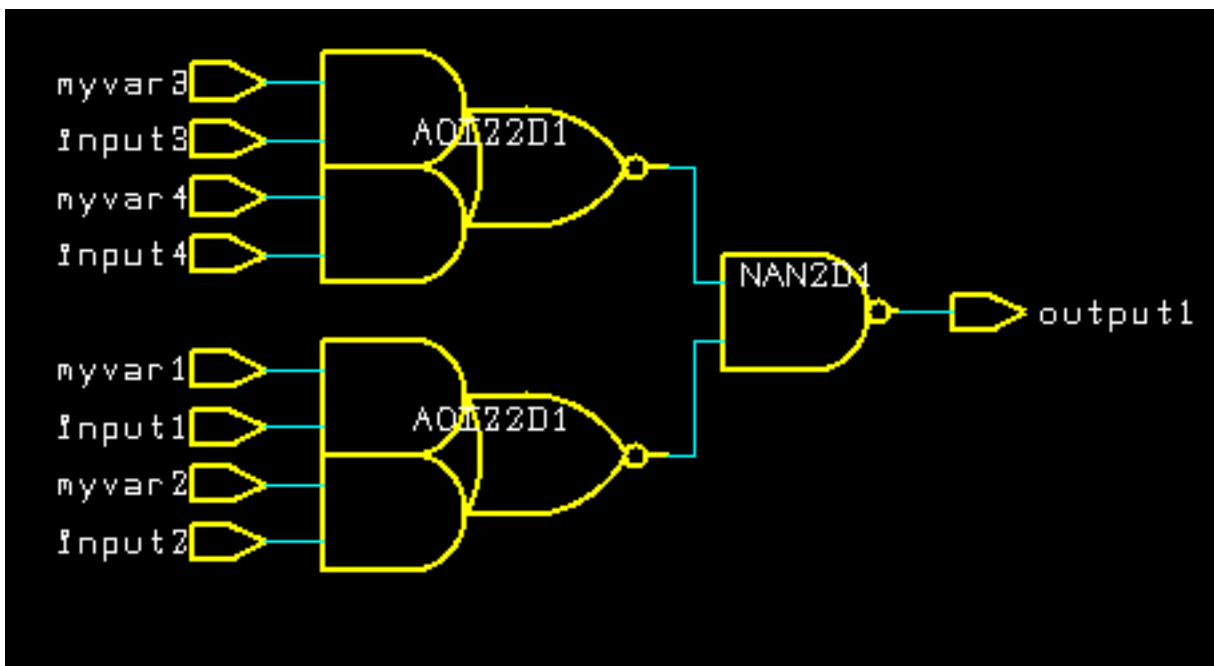 myvar3
Input3
AOI22D1
myvar4
Input4
NAN2D1
output1
myvar1
Input1
AOI22D1
myvar2
Input2